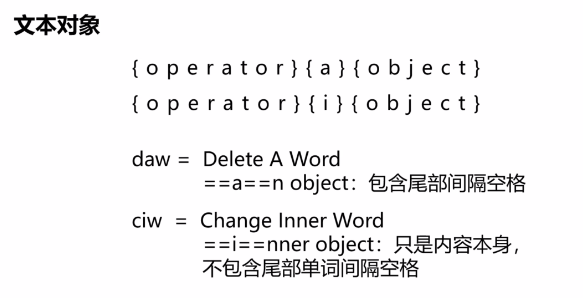 文本对象
{operator}{a}{object}
{operator}{i}{object}
daw = Delete A Word
==a==n object：包含尾部间隔空格
ciw = Change Inner Word
==i==nner object：只是内容本身，
不包含尾部单词间隔空格